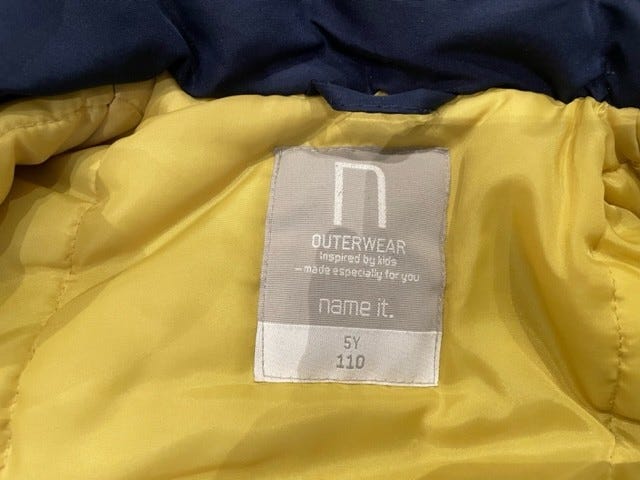 n
OUTERWEAR
Inspired by kids
– made especially for you
name it.
5Y
110